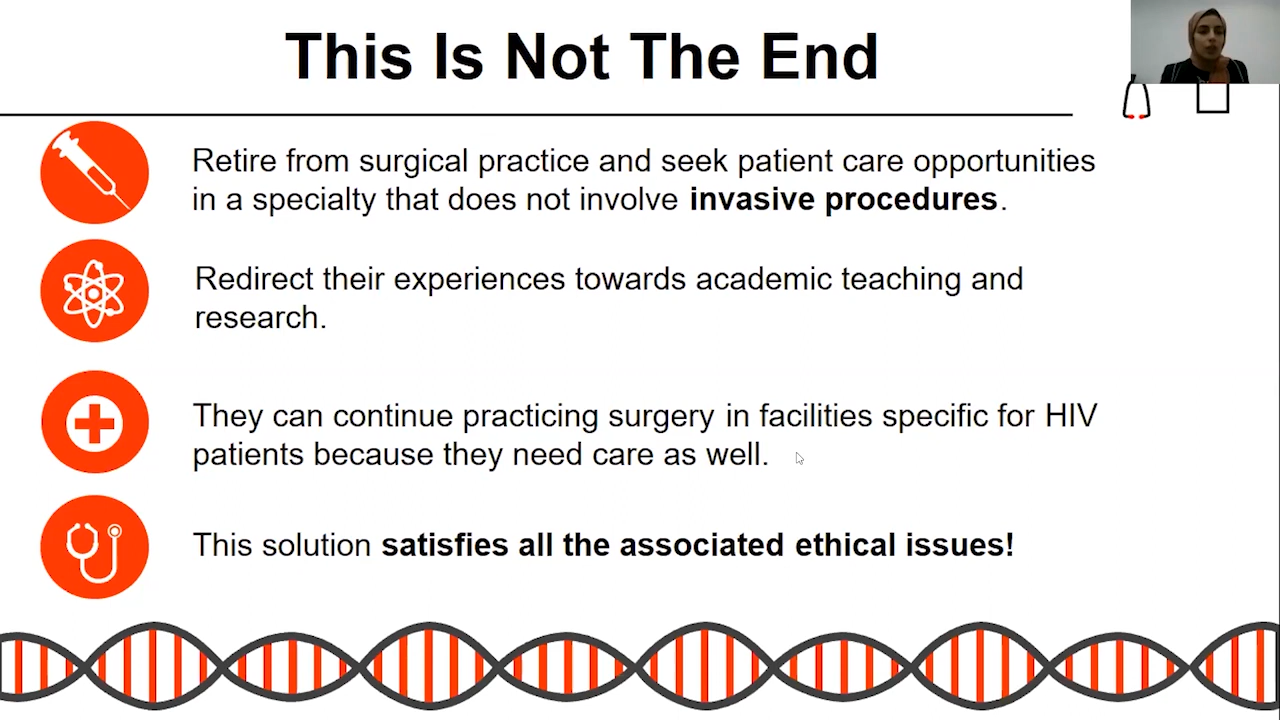 This Is Not The End
Retire from surgical practice and seek patient care opportunities
in a specialty that does not involve invasive procedures.
Redirect their experiences towards academic teaching and
research.
They can continue practicing surgery in facilities specific for HIV
patients because they need care as well.
This solution satisfies all the associated ethical issues!